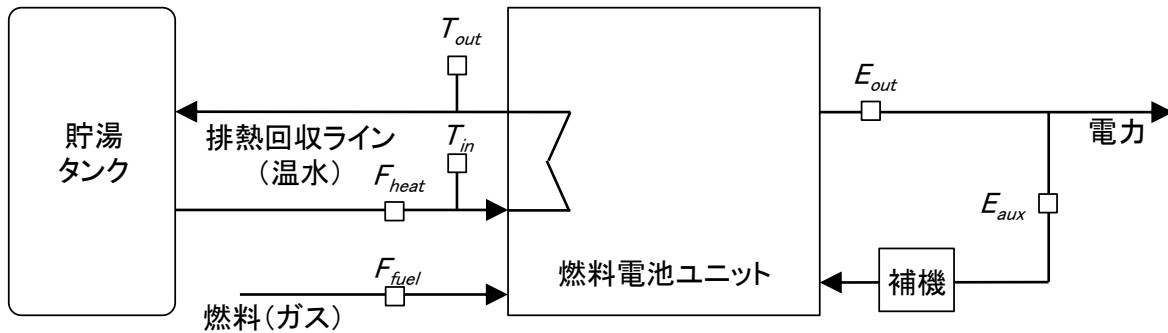 T_out
E_out
貯湯
タンク
排熱回収ライン
(温水)
T_in
電力
F_heat
E_aux
F_fuel
燃料電池ユニット
補機
燃料(ガス)